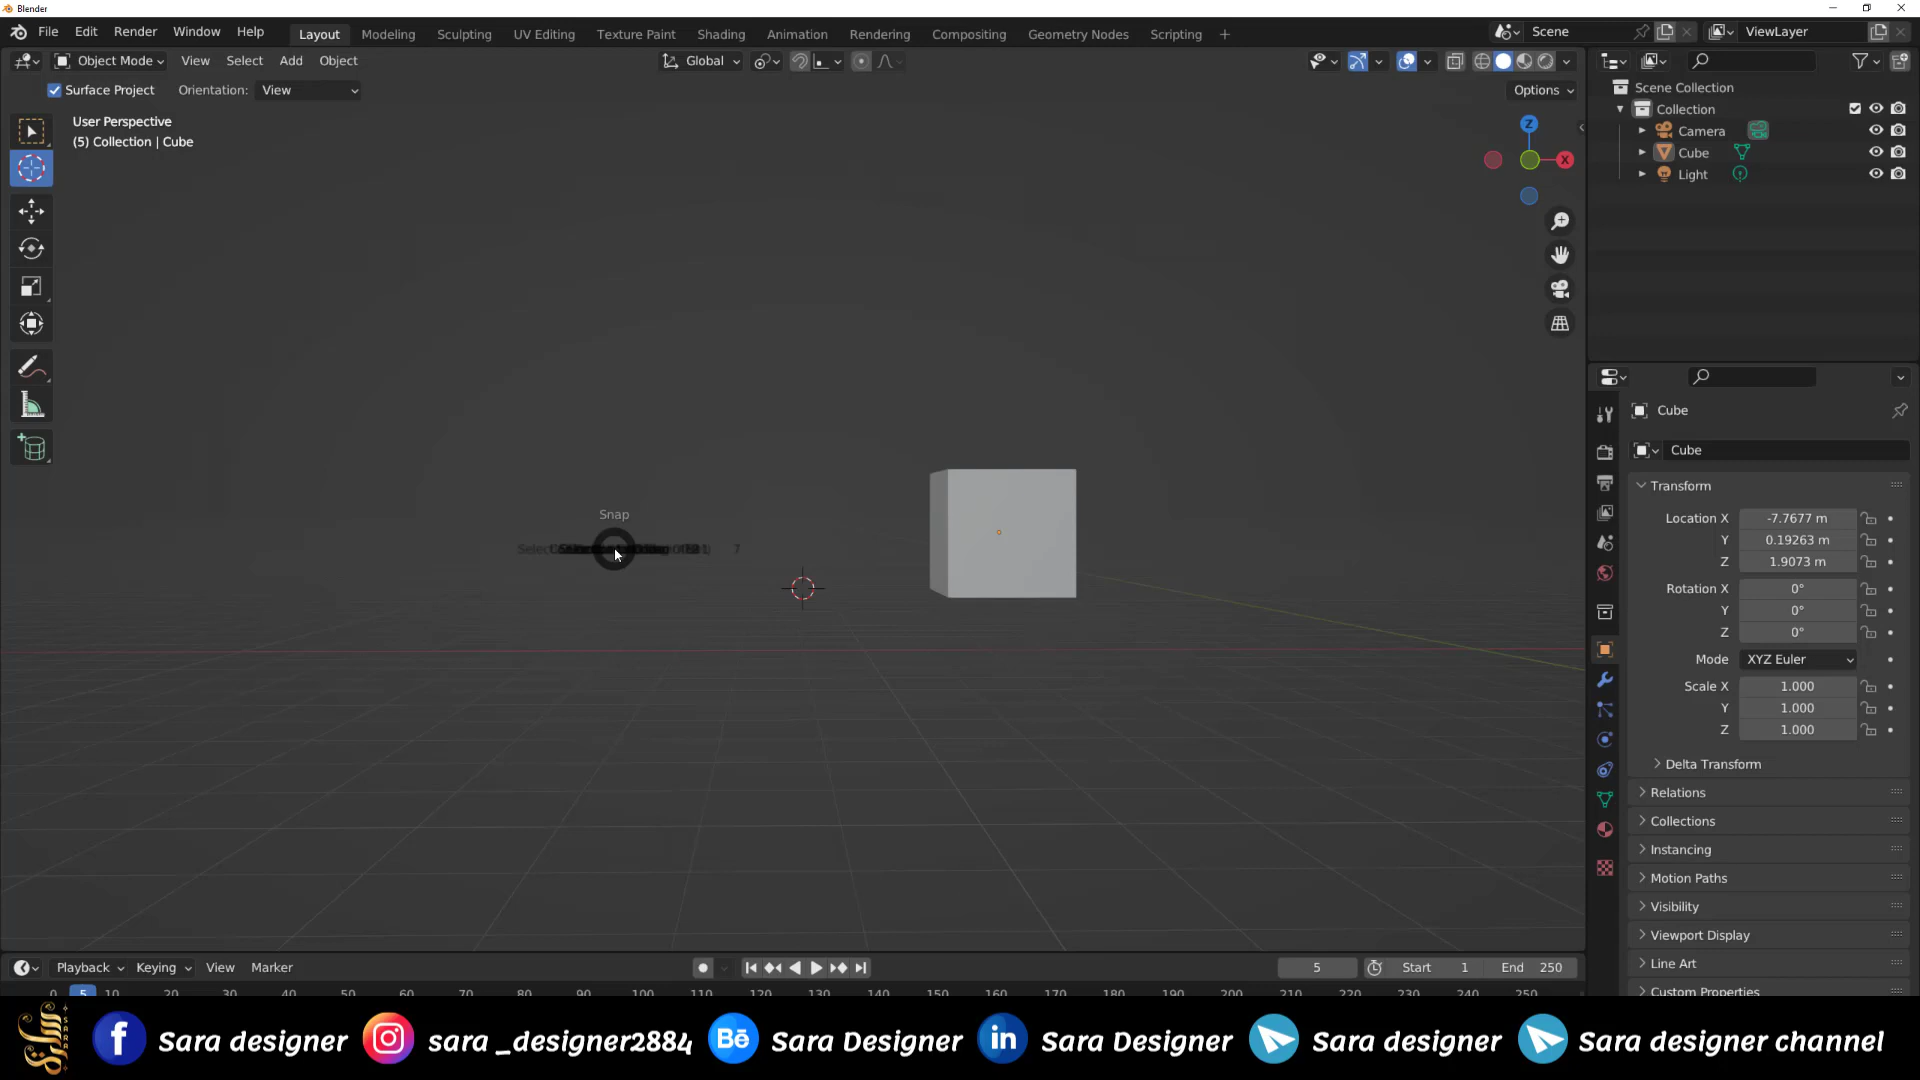 Blender
File Edit Render Window Help Layout Modeling Sculpting UV Editing Texture Paint Shading Animation Rendering Compositing Geometry Nodes Scripting + Scene ViewLayer
Object Mode View Select Add Object Global
Surface Project Orientation: View Options
User Perspective
(5) Collection | Cube
Z
X
Snap
7
Scene Collection
Collection
Camera
Cube
Light
Cube
Cube
Transform
Location X -7.7677 m
Y 0.19263 m
Z 1.9073 m
Rotation X 0°
Y 0°
Z 0°
Mode XYZ Euler
Scale X 1.000
Y 1.000
Z 1.000
Delta Transform
Relations
Collections
Instancing
Motion Paths
Visibility
Viewport Display
Line Art
Custom Properties
Playback Keying View Marker 5 Start 1 End 250
0 5 10 20 30 40 50 60 70 80 90 100 110 120 130 140 150 160 170 180 190 200 210 220 230 240 250
Sara designer sara _designer2884 Bē Sara Designer in Sara Designer Sara designer Sara designer channel